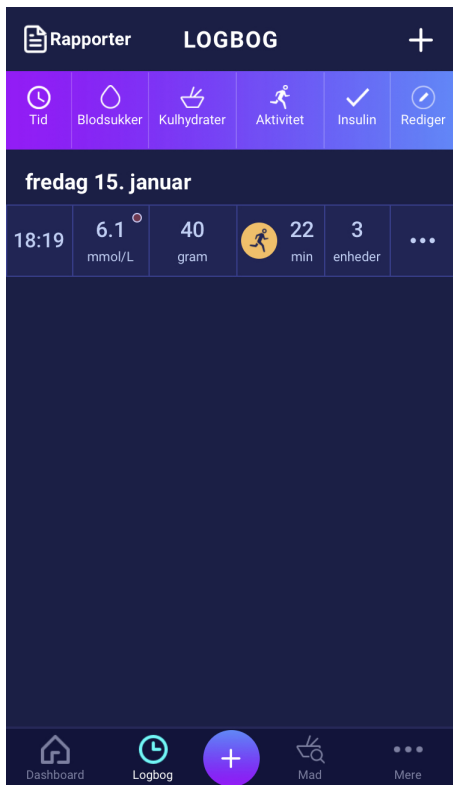 Rapporter LOGBOG
Tid Blodsukker Kulhydrater Aktivitet Insulin Rediger
fredag 15. januar
18:19 6.1 mmol/L 40 gram 22 min 3 enheder
Dashboard Logbog Mad Mere